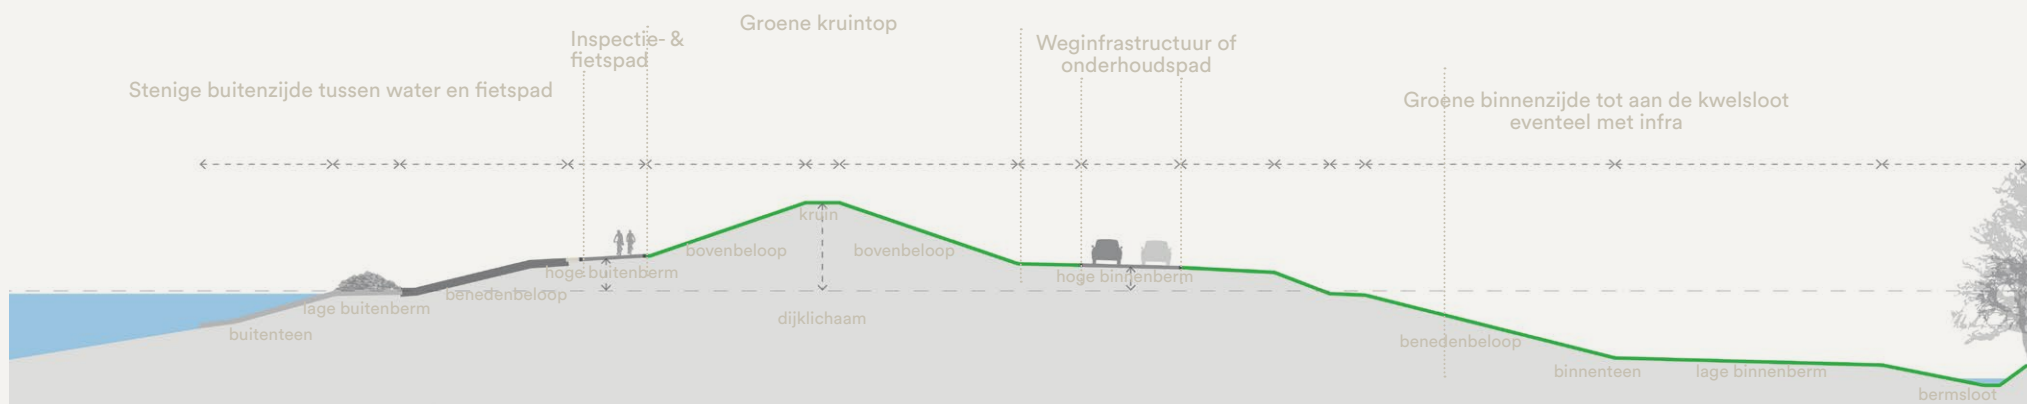 Groene kruintop
Inspectie- &
fietspad
Weginfrastructuur of
onderhoudspad
Stenige buitenzijde tussen water en fietspad
Groene binnenzijde tot aan de kwelsloot
eventeel met infra
kruin
bovenbeloop
bovenbeloop
hoge buitenberm
hoge binnenberm
benedenbeloop
lage buitenberm
dijklichaam
buitenteen
benedenbeloop
binnenteen
lage binnenberm
bermsloot